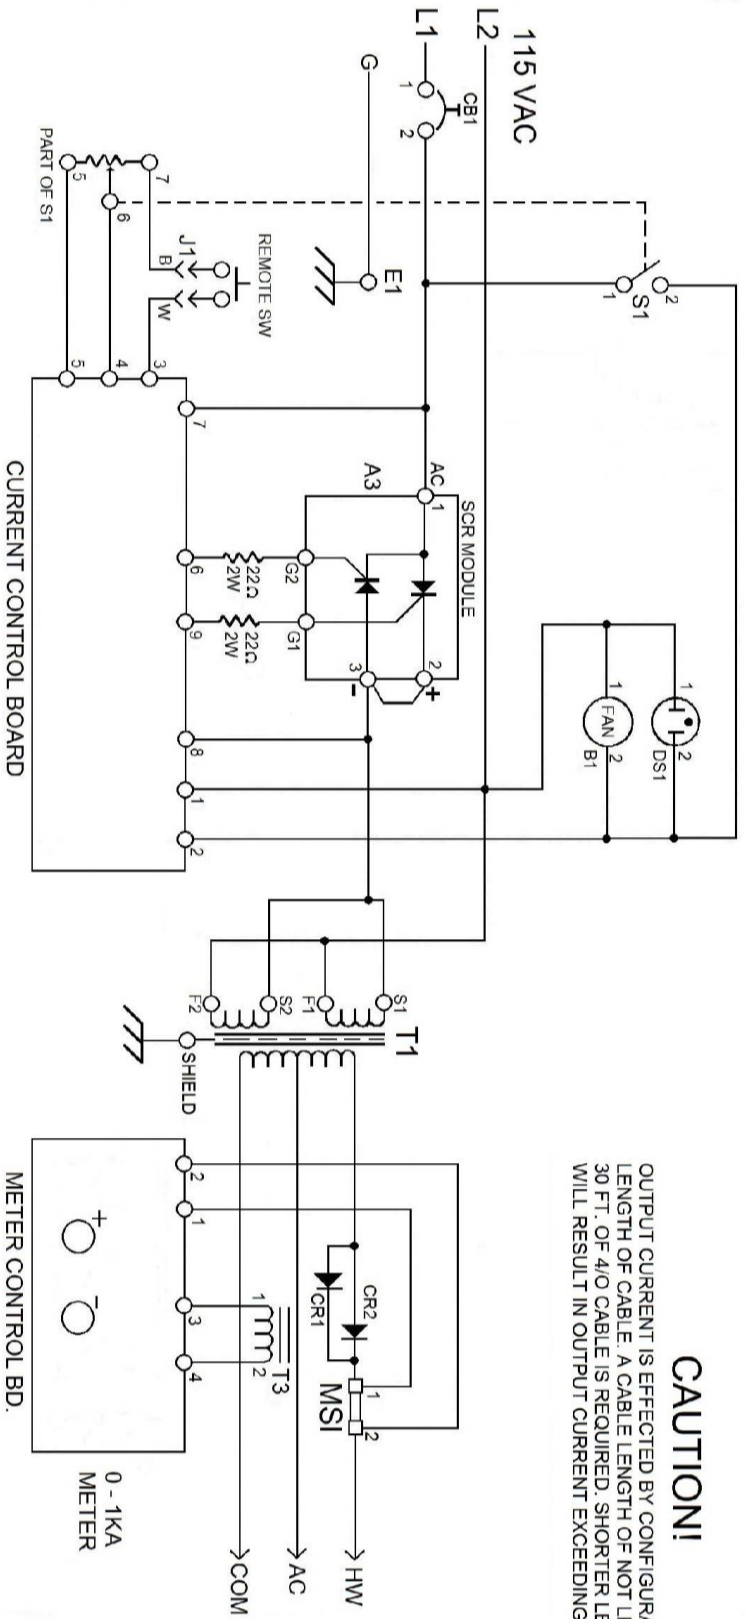 115 VAC
L2
L1
G
CB1
1
2
E1
S1
1
2
PART OF S1
5
6
7
J1
B
W
REMOTE SW
5
4
3
7
6
9
8
1
2
CURRENT CONTROL BOARD
22Ω
2W
22Ω
2W
SCR MODULE
A3
AC
1
G2
G1
2
+
3
-
1
2
DS1
1
FAN
2
B1
S1
F1
S2
F2
T1
SHIELD
CR1
CR2
MSI
1
2
T3
1
2
2
1
3
4
+
-
METER CONTROL BD.
0 - 1KA
METER
HW
AC
COM
CAUTION!
OUTPUT CURRENT IS EFFECTED BY
LENGTH OF CABLE. A CABLE LENGTH OF NOT
30 FT. OF 4/O CABLE IS REQUIRED. SHORTER
WILL RESULT IN OUTPUT CURRENT EXCEEDING